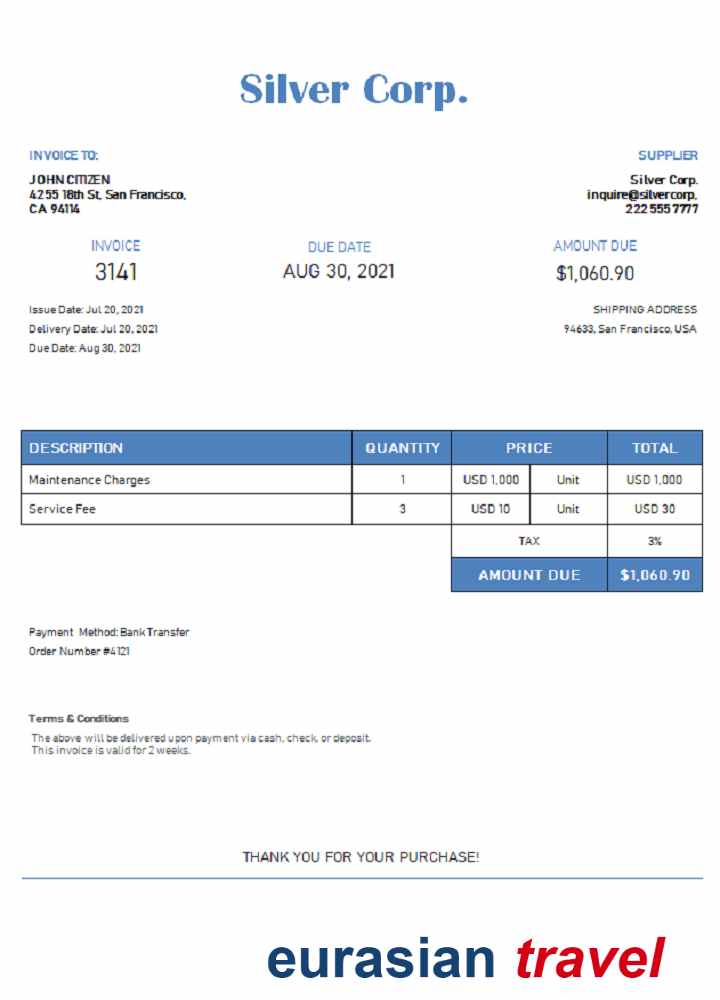 Silver Corp.
INVOICE TO:
SUPPLIER
JOHN CITIZEN
4255 18th St, San Francisco,
CA 94114
Silver Corp.
inquire@silvercorp,
222 555 7777
INVOICE
DUE DATE
AMOUNT DUE
3141
AUG 30, 2021
$1,060.90
Issue Date: Jul 20, 2021
Delivery Date: Jul 20, 2021
Due Date: Aug 30, 2021
SHIPPING ADDRESS
94633, San Francisco, USA
DESCRIPTION QUANTITY PRICE TOTAL
Maintenance Charges 1 USD 1,000 Unit USD 1,000
Service Fee 3 USD 10 Unit USD 30
TAX 3%
AMOUNT DUE $1,060.90
Payment Method: Bank Transfer
Order Number #4121
Terms & Conditions
The above will be delivered upon payment via cash, check, or deposit.
This invoice is valid for 2 weeks.
THANK YOU FOR YOUR PURCHASE!
eurasian travel